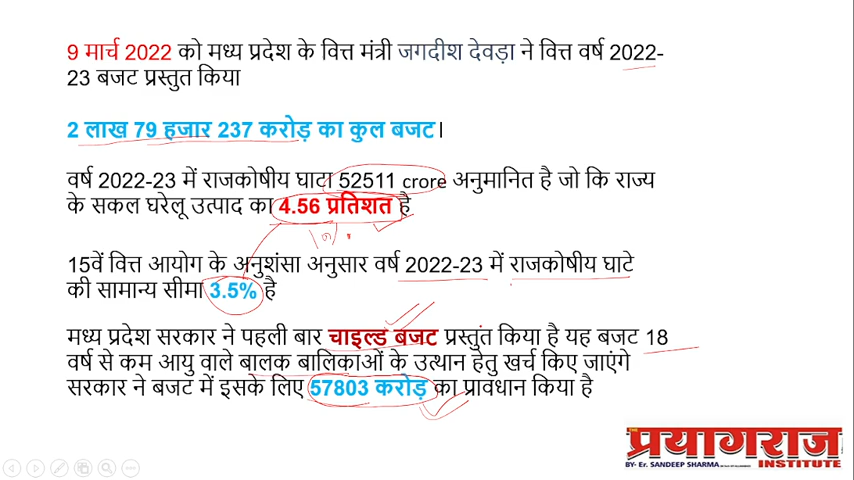 9 मार्च 2022 को मध्य प्रदेश के वित्त मंत्री जगदीश देवड़ा ने वित्त वर्ष 2022-
23 बजट प्रस्तुत किया
2 लाख 79 हजार 237 करोड़ का कुल बजट।
वर्ष 2022-23 में राजकोषीय घाटा 52511 crore अनुमानित है जो कि राज्य
के सकल घरेलू उत्पाद का 4.56 प्रतिशत है
15वें वित्त आयोग के अनुशंसा अनुसार वर्ष 2022-23 में राजकोषीय घाटे
की सामान्य सीमा 3.5% है
मध्य प्रदेश सरकार ने पहली बार चाइल्ड बजट प्रस्तुत किया है यह बजट 18
वर्ष से कम आयु वाले बालक बालिकाओं के उत्थान हेतु खर्च किए जाएंगे
सरकार ने बजट में इसके लिए 57803 करोड़ का प्रावधान किया है
THE
प्रयागराज
BY- Er. SANDEEP SHARMA
INSTITUTE